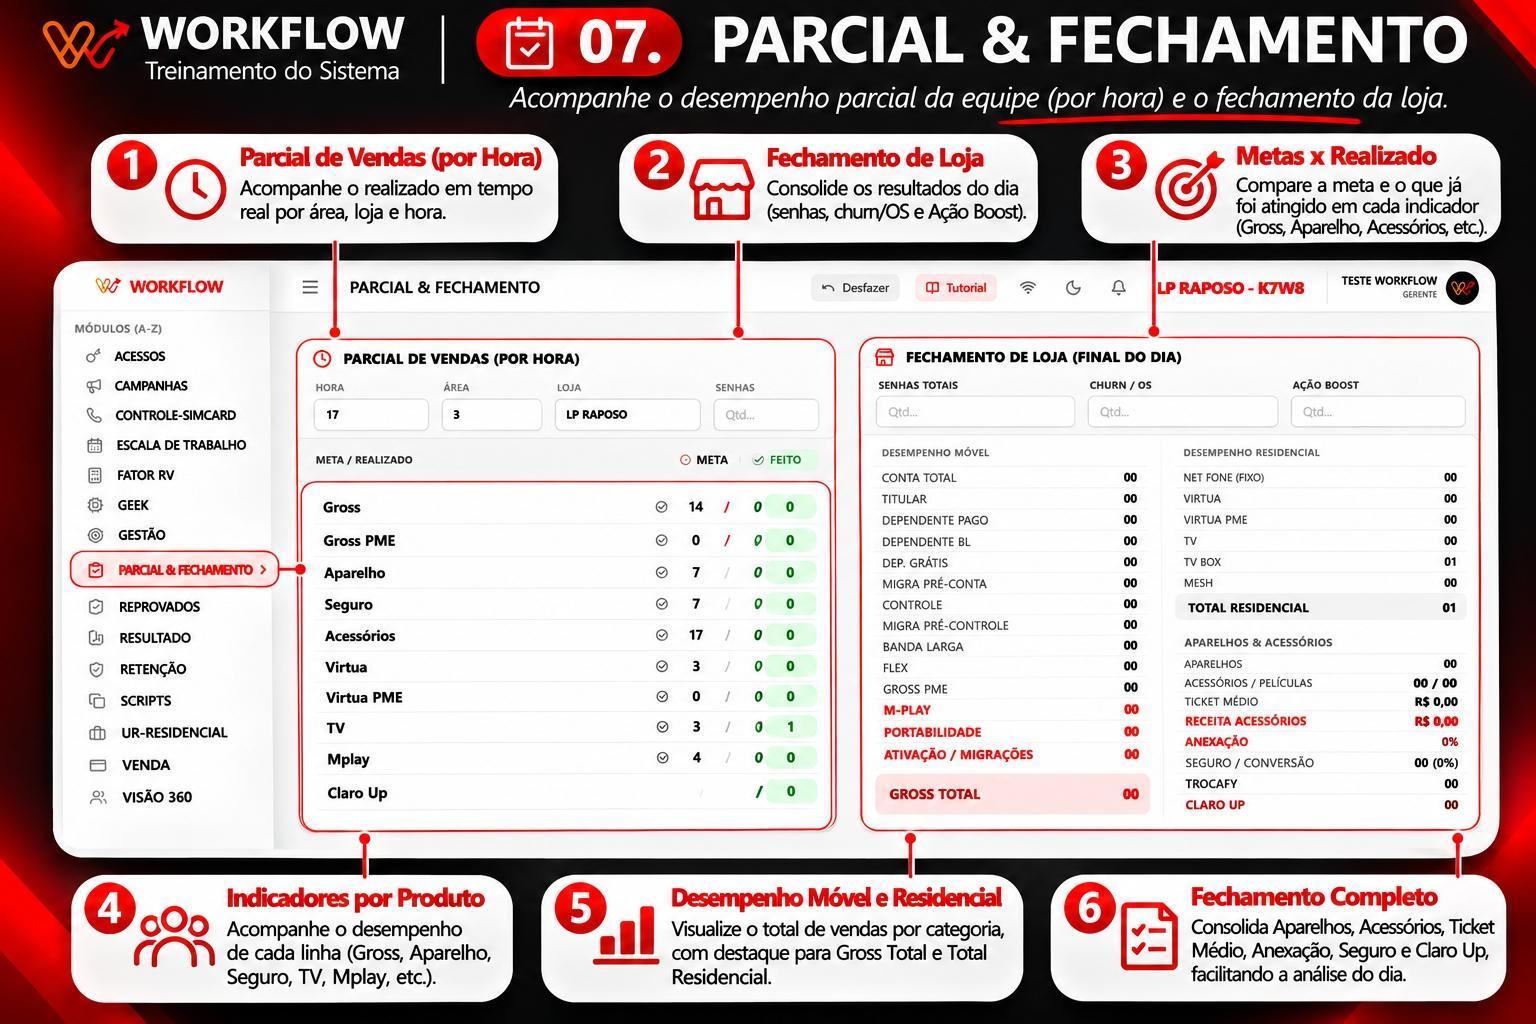 WORKFLOW
Treinamento do Sistema
07. PARCIAL & FECHAMENTO
Acompanhe o desempenho parcial da equipe (por hora) e o fechamento da loja.
1
Parcial de Vendas (por Hora)
Acompanhe o realizado em tempo
real por área, loja e hora.
2
Fechamento de Loja
Consolide os resultados do dia
(senhas, churn/OS e Ação Boost).
3
Metas x Realizado
Compare a meta e o que já
foi atingido em cada indicador
(Gross, Aparelho, Acessórios, etc.).
WORKFLOW
PARCIAL & FECHAMENTO
Desfazer
Tutorial
LP RAPOSO - K7W8
TESTE WORKFLOW
GERENTE
MÓDULOS (A-Z)
ACESSOS
CAMPANHAS
CONTROLE-SIMCARD
ESCALA DE TRABALHO
FATOR RV
GEEK
GESTÃO
PARCIAL & FECHAMENTO >
REPROVADOS
RESULTADO
RETENÇÃO
SCRIPTS
UR-RESIDENCIAL
VENDA
VISÃO 360
PARCIAL DE VENDAS (POR HORA)
HORA ÁREA LOJA SENHAS
17 3 LP RAPOSO Qtd...
META / REALIZADO META FEITO
Gross 14 / 0 0
Gross PME 0 / 0 0
Aparelho 7 / 0 0
Seguro 7 / 0 0
Acessórios 17 / 0 0
Virtua 3 / 0 0
Virtua PME 0 / 0 0
TV 3 / 0 1
Mplay 4 / 0 0
Claro Up / / 0
FECHAMENTO DE LOJA (FINAL DO DIA)
SENHAS TOTAIS CHURN / OS AÇÃO BOOST
Qtd... Qtd... Qtd...
DESEMPENHO MÓVEL
CONTA TOTAL 00
TITULAR 00
DEPENDENTE PAGO 00
DEPENDENTE BL 00
DEP. GRÁTIS 00
MIGRA PRÉ-CONTA 00
CONTROLE 00
MIGRA PRÉ-CONTROLE 00
BANDA LARGA 00
FLEX 00
GROSS PME 00
M-PLAY 00
PORTABILIDADE 00
ATIVAÇÃO / MIGRAÇÕES 00
GROSS TOTAL 00
DESEMPENHO RESIDENCIAL
NET FONE (FIXO) 00
VIRTUA 00
VIRTUA PME 00
TV 00
TV BOX 01
MESH 00
TOTAL RESIDENCIAL 01
APARELHOS & ACESSÓRIOS
APARELHOS 00
ACESSÓRIOS / PELÍCULAS 00 / 00
TICKET MÉDIO R$ 0,00
RECEITA ACESSÓRIOS R$ 0,00
ANEXAÇÃO 0%
SEGURO / CONVERSÃO 00 (0%)
TROCAFY 00
CLARO UP 00
4
Indicadores por Produto
Acompanhe o desempenho
de cada linha (Gross, Aparelho,
Seguro, TV, Mplay, etc.).
5
Desempenho Móvel e Residencial
Visualize o total de vendas por categoria,
com destaque para Gross Total e Total
Residencial.
6
Fechamento Completo
Consolida Aparelhos, Acessórios, Ticket
Médio, Anexação, Seguro e Claro Up,
facilitando a análise do dia.